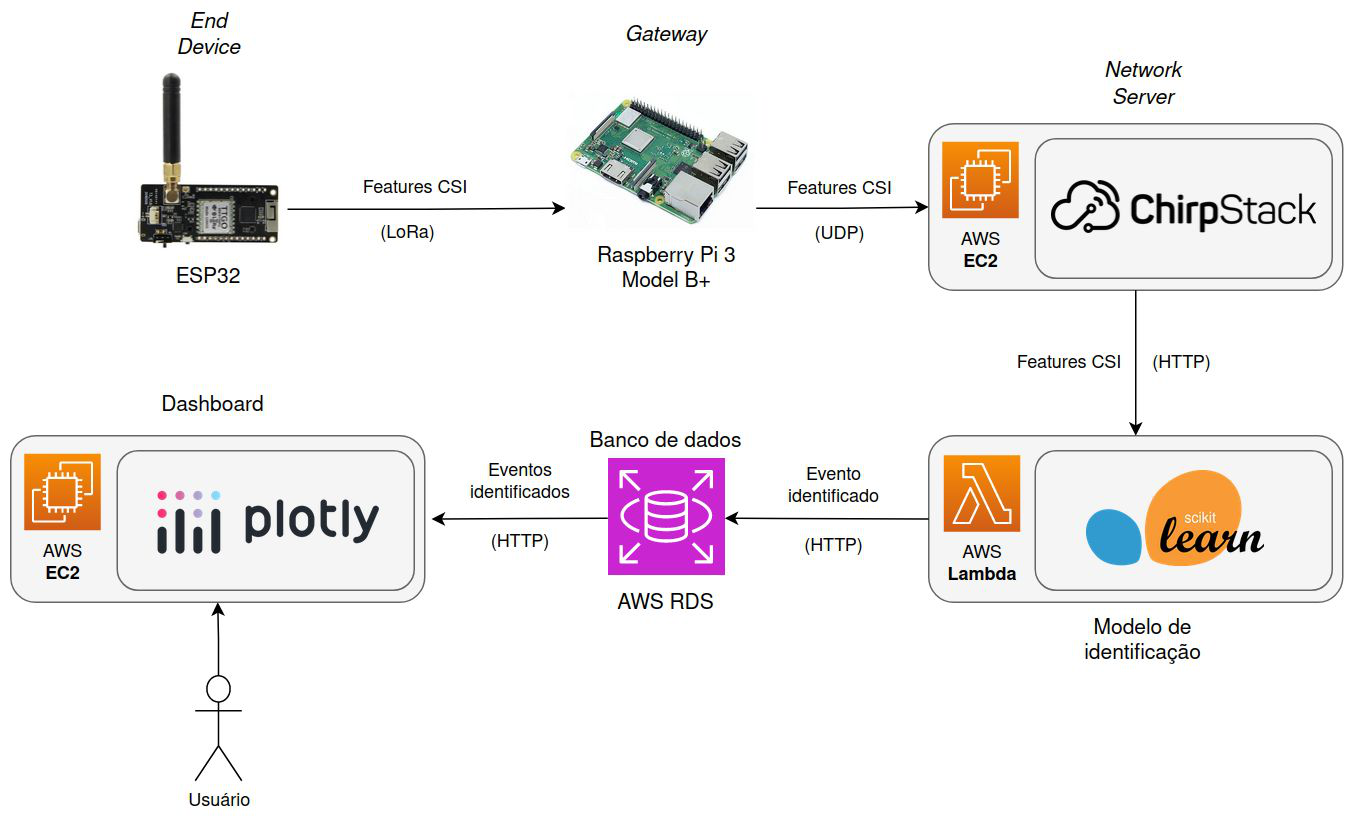 End
Device
Gateway
Network
Server
Features CSI
(LoRa)
Features CSI
(UDP)
AWS
EC2
ChirpStack
ESP32
Raspberry Pi 3
Model B+
Features CSI
(HTTP)
Dashboard
AWS
EC2
plotly
Eventos
identificados
(HTTP)
Banco de dados
AWS RDS
Evento
identificado
(HTTP)
AWS
Lambda
scikit
learn
Modelo de
identificação
Usuário